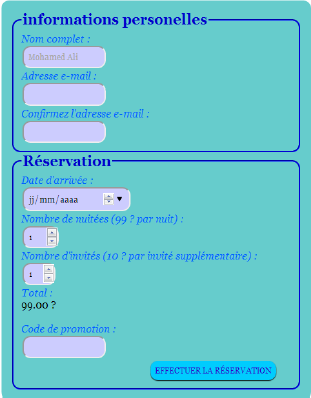 informations personelles
Nom complet :
Mohamed Ali
Adresse e-mail :
Confirmez l'adresse e-mail :
Réservation
Date d'arrivée :
jj/mm/aaaa
Nombre de nuitées (99 ? par nuit) :
1
Nombre d'invités (10 ? par invité supplémentaire) :
1
Total :
99.00 ?
Code de promotion :
EFFECTUER LA RÉSERVATION